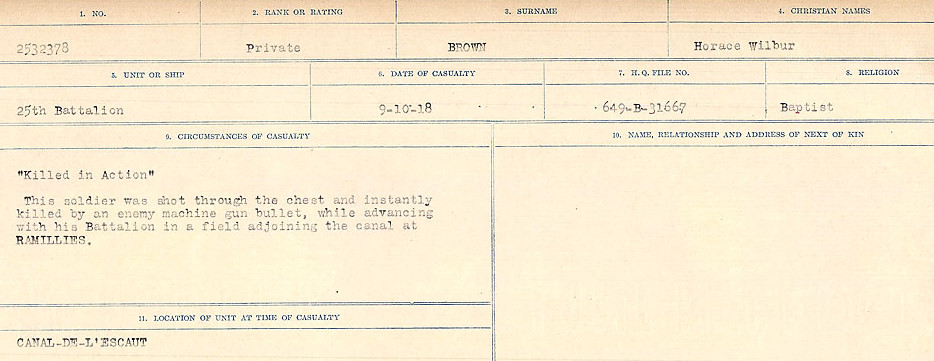 1. NO. 2. RANK OR RATING 3. SURNAME 4. CHRISTIAN NAMES
2532378 Private BROWN Horace Wilbur
5. UNIT OR SHIP 6. DATE OF CASUALTY 7. H.Q. FILE NO. 8. RELIGION
25th Battalion 9-10-18 649-B-31667 Baptist
9. CIRCUMSTANCES OF CASUALTY 10. NAME, RELATIONSHIP AND ADDRESS OF NEXT OF KIN
"Killed in Action"
This soldier was shot through the chest and instantly
killed by an enemy machine gun bullet, while advancing
with his Battalion in a field adjoining the canal at
RAMILLIES.
11. LOCATION OF UNIT AT TIME OF CASUALTY
CANAL-DE-L'ESCAUT